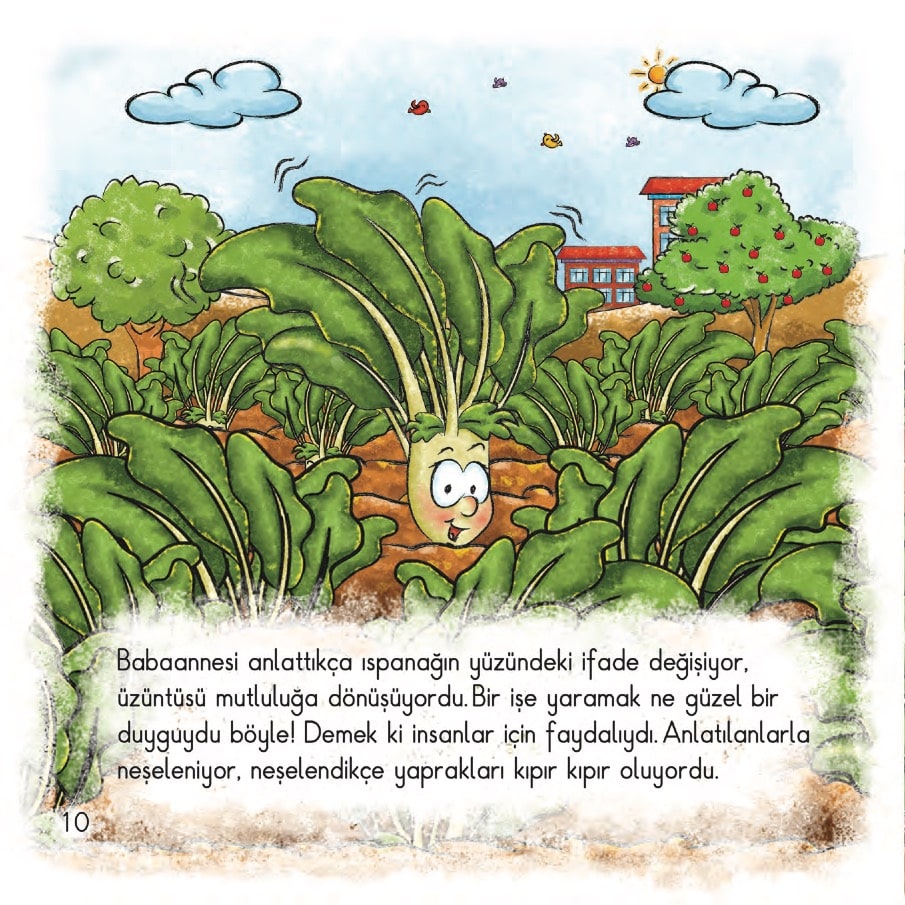 Babaannesi anlattıkça ıspanağın yüzündeki ifade değişiyor,
üzüntüsü mutluluğa dönüşüyordu. Bir işe yaramak ne güzel bir
duyguydu böyle! Demek ki insanlar için faydalıydı. Anlatılanlarla
neşeleniyor, neşelendikçe yaprakları kıpır kıpır oluyordu.
10